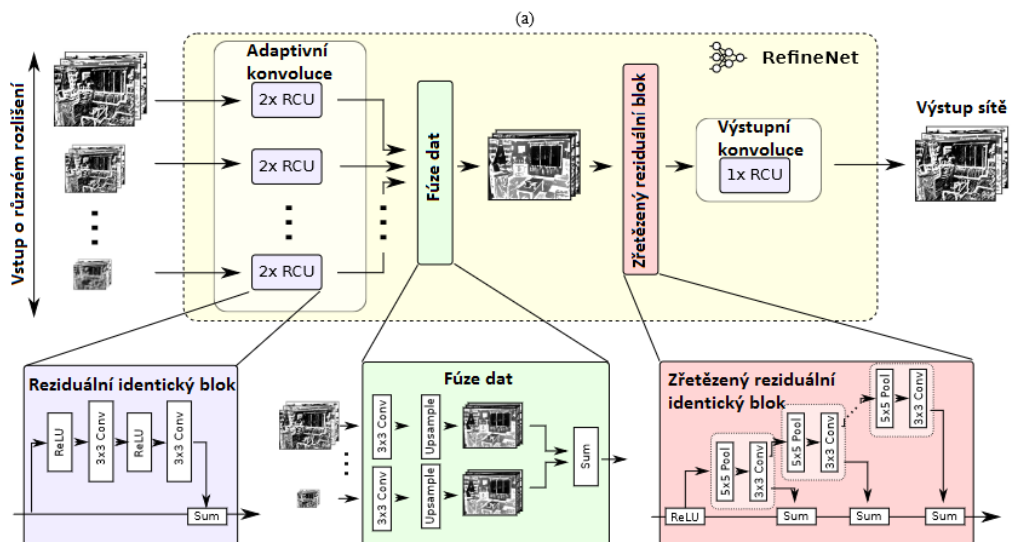 (a)
Vstup o různém rozlišení
Adaptivní
konvoluce
2x RCU
2x RCU
2x RCU
Fúze dat
Zřetězený reziduální blok
RefineNet
Výstupní
konvoluce
1x RCU
Výstup sítě
Reziduální identický blok
ReLU
3x3 Conv
ReLU
3x3 Conv
Sum
Fúze dat
3x3 Conv
Upsample
3x3 Conv
Upsample
Sum
Zřetězený reziduální
identický blok
ReLU
5x5 Pool
3x3 Conv
5x5 Pool
3x3 Conv
5x5 Pool
3x3 Conv
Sum
Sum
Sum